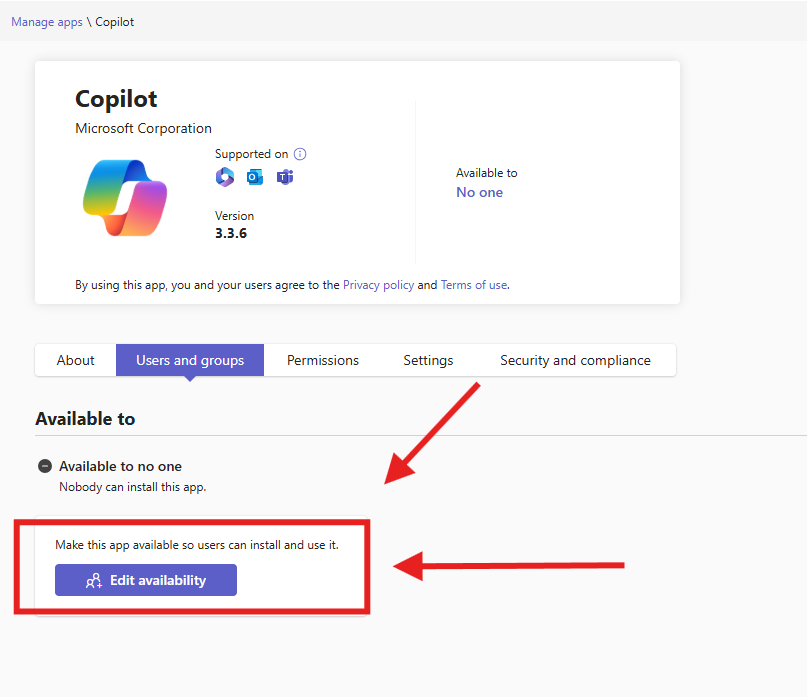 Manage apps \ Copilot
Copilot
Microsoft Corporation
Supported on
Version
3.3.6
Available to
No one
By using this app, you and your users agree to the Privacy policy and Terms of use.
About Users and groups Permissions Settings Security and compliance
Available to
Available to no one
Nobody can install this app.
Make this app available so users can install and use it.
Edit availability